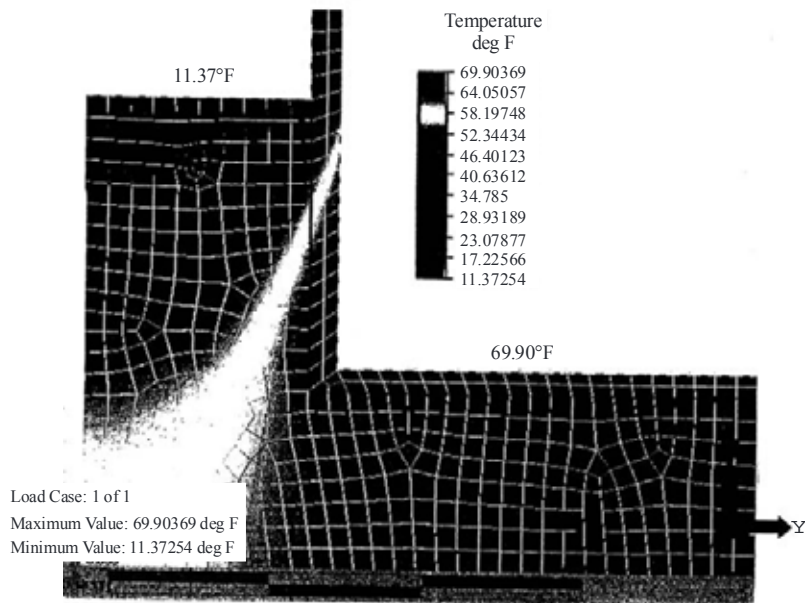 Temperature
deg F
11.37°F
69.90369
64.05057
58.19748
52.34434
46.40123
40.63612
34.785
28.93189
23.07877
17.22566
11.37254
69.90°F
Load Case: 1 of 1
Maximum Value: 69.90369 deg F
Minimum Value: 11.37254 deg F
Y